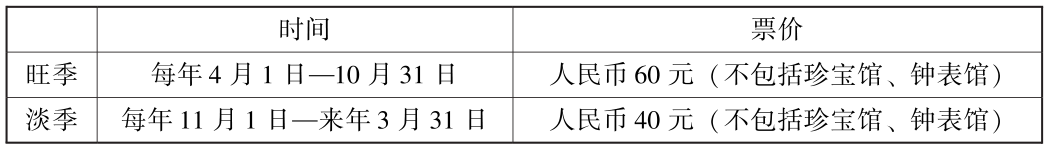 时间 票价
旺季 每年4月1日—10月31日 人民币60元（不包括珍宝馆、钟表馆）
淡季 每年11月1日—来年3月31日 人民币40元（不包括珍宝馆、钟表馆）